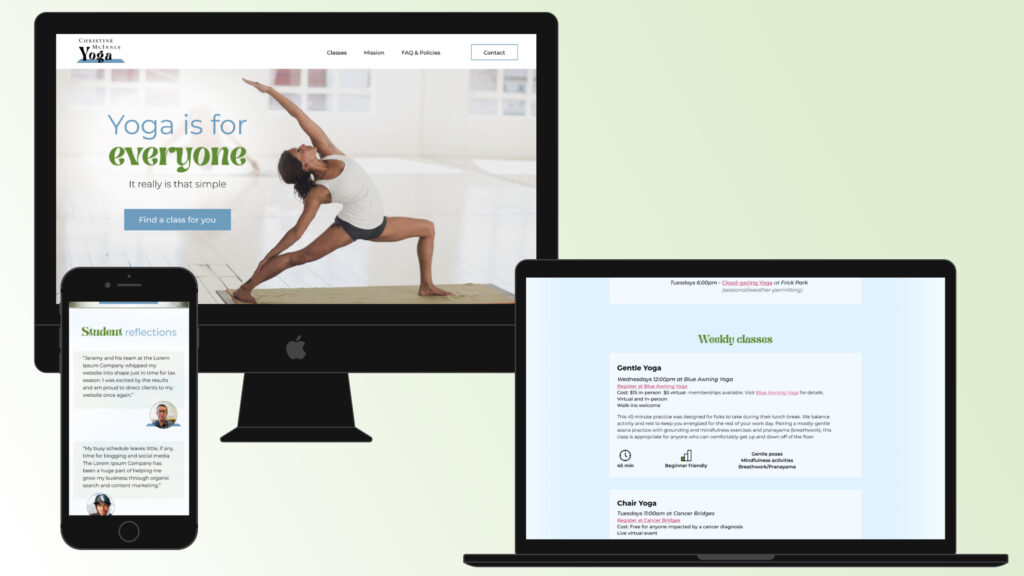 CHRISTINE
MCINNES
Yoga
Classes
Mission
FAQ & Policies
Contact
Yoga is for
everyone
It really is that simple
Find a class for you
Student reflections
"Jeramy and his team at the Lorem
Ipsum Company whipped my
website into shape just in time for tax
season. I was excited by the results
and am proud to direct clients to my
website once again."
"My busy schedule leaves little, if any,
time for blogging and social media.
The Lorem Ipsum Company has
been a huge part of helping me
grow my business through organic
search and content marketing."
Tuesdays 6:00pm - Cloud-gazing Yoga at Frick Park
(seasonal/weather-permitting)
Weekly classes
Gentle Yoga
Wednesdays 12:00pm at Blue Awning Yoga
Register at Blue Awning Yoga
Cost: $15 in-person $5 virtual- memberships available. Visit Blue Awning Yoga for details.
Virtual and In-person
Walk-ins welcome
This 45 minute practice was designed for folks to take during their lunch break. We balance
activity and rest to keep you energized for the rest of your work day. Pairing a mostly-gentle
asana practice with grounding and mindfulness exercises and pranayama (breathwork), this
class is appropriate for anyone who can comfortably get up and down off of the floor.
45 min
Beginner friendly
Gentle poses
Mindfulness activities
Breathwork/Pranayama
Chair Yoga
Tuesdays 11:00am at Cancer Bridges
Register at Cancer Bridges
Cost: Free for anyone impacted by a cancer diagnosis
Live virtual event